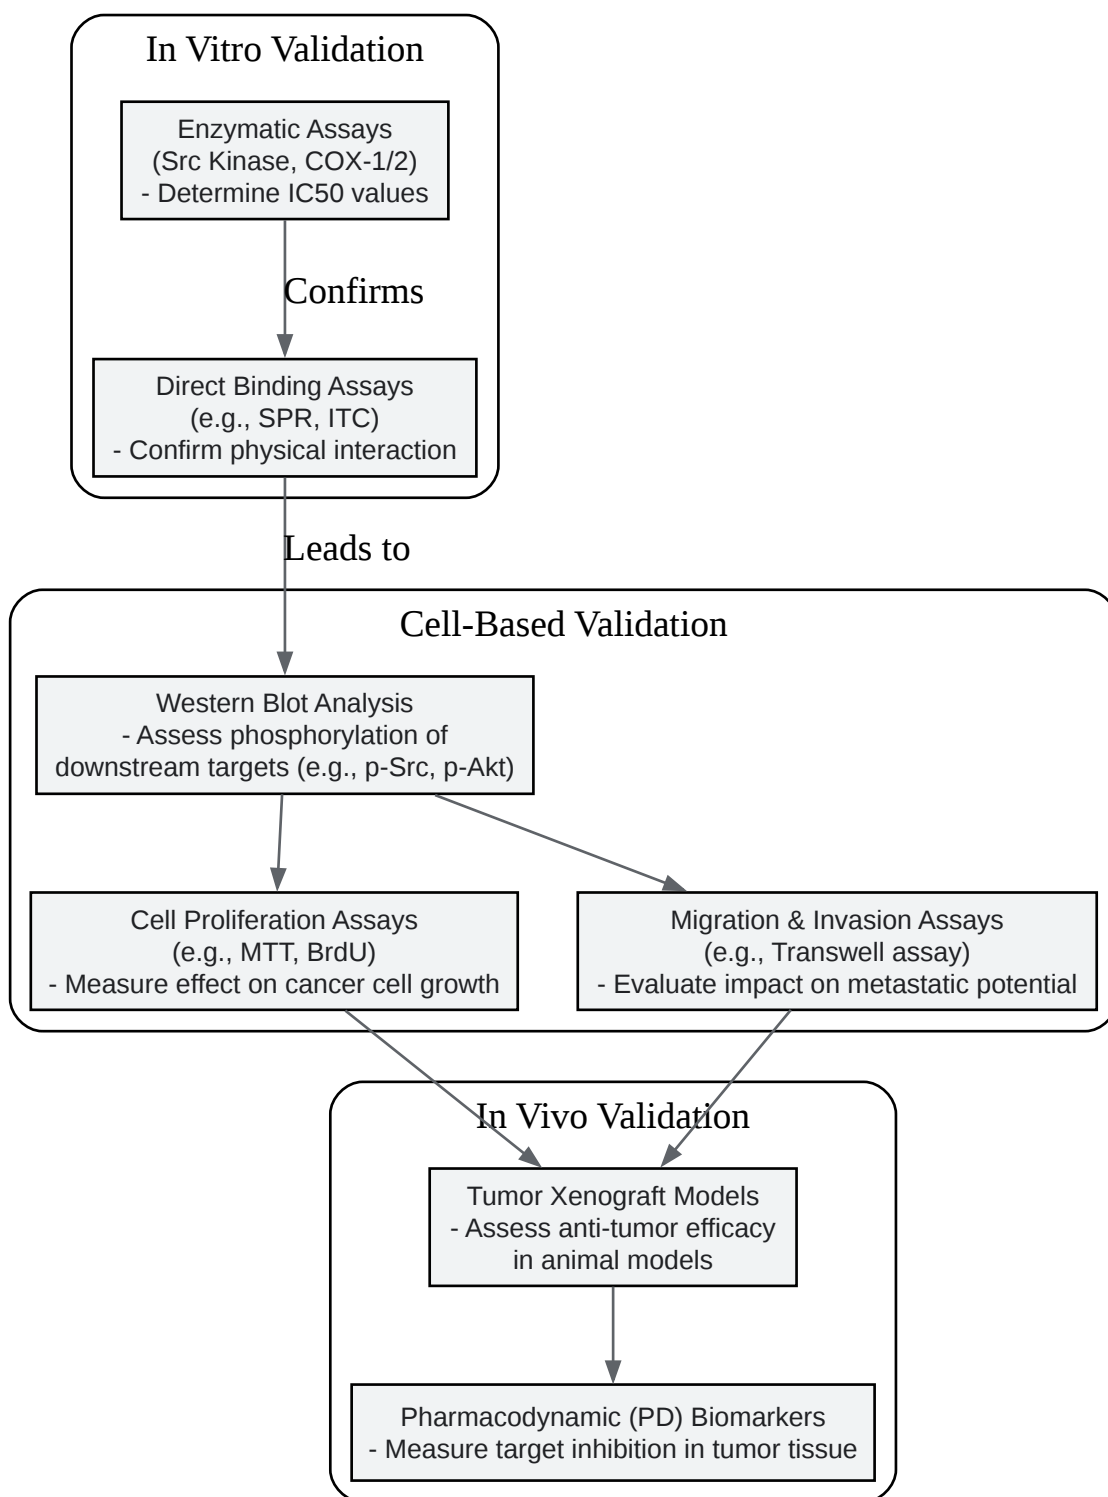 In Vitro Validation
Enzymatic Assays
(Src Kinase, COX-1/2)
- Determine IC50 values
Confirms
Direct Binding Assays
(e.g., SPR, ITC)
- Confirm physical interaction
Leads to
Cell-Based Validation
Western Blot Analysis
- Assess phosphorylation of
downstream targets (e.g., p-Src, p-Akt)
Cell Proliferation Assays
(e.g., MTT, BrdU)
- Measure effect on cancer cell growth
Migration & Invasion Assays
(e.g., Transwell assay)
- Evaluate impact on metastatic potential
In Vivo Validation
Tumor Xenograft Models
- Assess anti-tumor efficacy
in animal models
Pharmacodynamic (PD) Biomarkers
- Measure target inhibition in tumor tissue